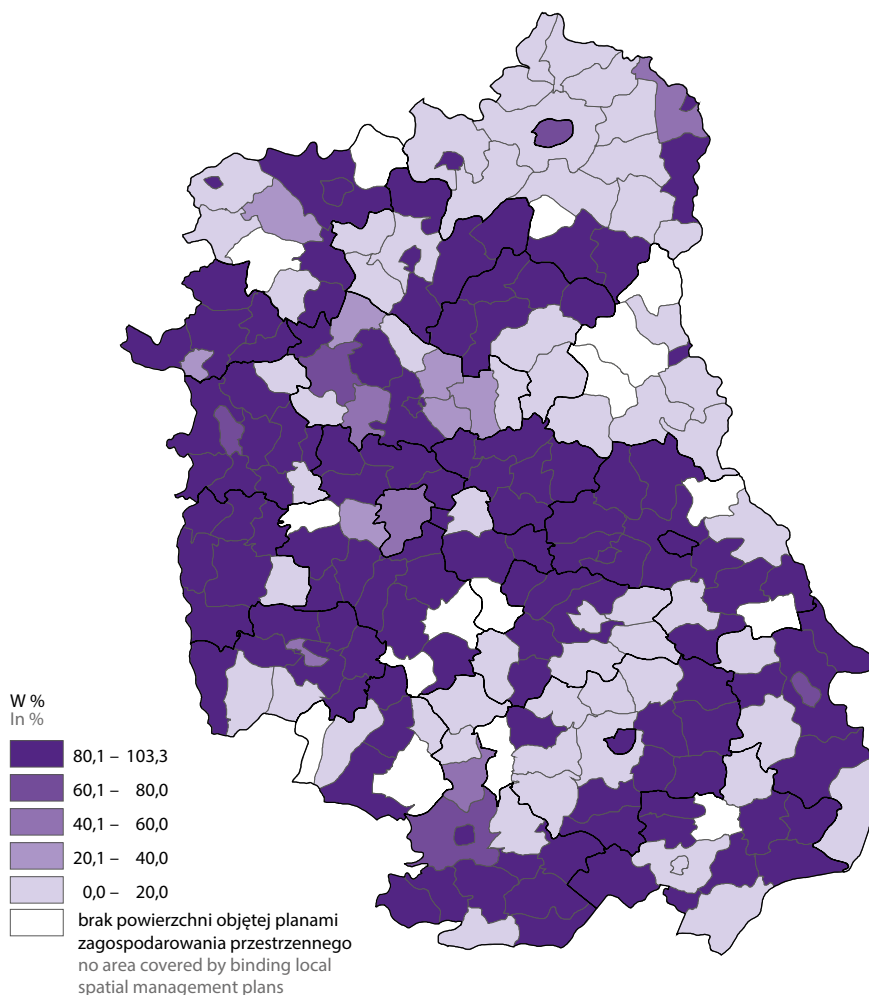 W %
In %
80,1 – 103,3
60,1 – 80,0
40,1 – 60,0
20,1 – 40,0
0,0 – 20,0
brak powierzchni objętej planami
zagospodarowania przestrzennego
no area covered by binding local
spatial management plans